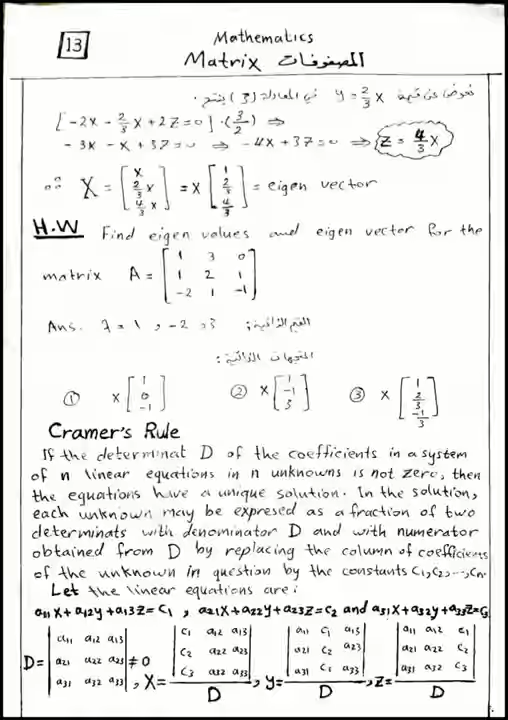 13
Mathematics
Matrix المصفوفات
نعوض عن قيمة y = 2/3 x في المعادلة (3) ينتج.
[-2x - 2/3 x + 2z = 0] · (3/2) ⇒
-3x - x + 3z = 0 ⇒ -4x + 3z = 0 ⇒ z = 4/3 x
∴ X = [x 2/3 x 4/3 x] = x [1 2/3 4/3] = eigen vector
H.W Find eigen values and eigen vector for the
matrix A = [1 3 0
1 2 1
-2 1 -1]
Ans. λ = 1, -2, 3 القيم الذاتية:
المتجهات الذاتية:
① x [1 0 -1] ② x [1 -1 3] ③ x [1 2/3 -1/3]
Cramer's Rule
If the determinat D of the coefficients in a system
of n linear equations in n unknowns is not zero, then
the equations have a unique solution. In the solution,
each unknown may be expresed as a fraction of two
determinats with denominator D and with numerator
obtained from D by replacing the column of coefficients
of the unknown in question by the constants C1, C2, ---, Cn.
Let the linear equations are:
a11x + a12y + a13z = C1, a21x + a22y + a23z = C2 and a31x + a32y + a33z = C3
D = |a11 a12 a13
a21 a22 a23
a31 a32 a33| ≠ 0
, X = |C1 a12 a13
C2 a22 a23
C3 a32 a33|
D
, y = |a11 C1 a13
a21 C2 a23
a31 C3 a33|
D
, z = |a11 a12 C1
a21 a22 C2
a31 a32 C3|
D